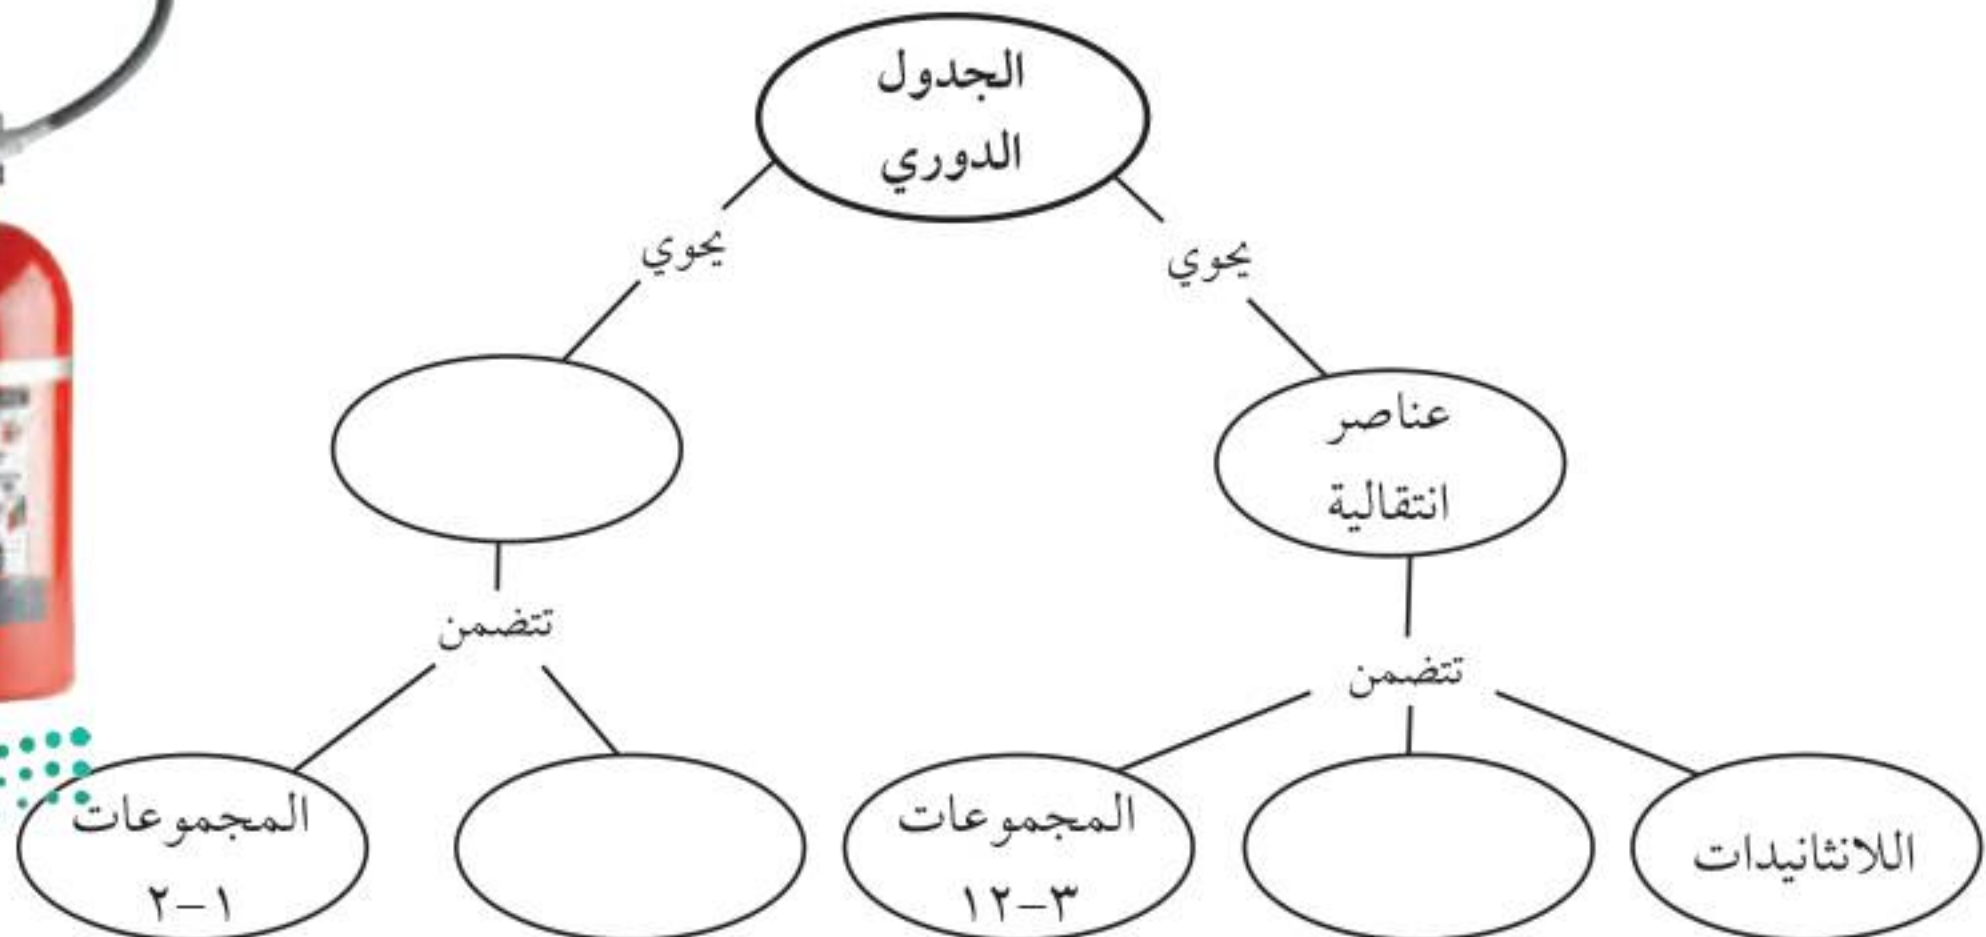 الجدول
الدوري
يحوي
يحوي
عناصر
انتقالية
تتضمن
تتضمن
اللانثانيدات
المجموعات
٣-١٢
المجموعات
١-٢